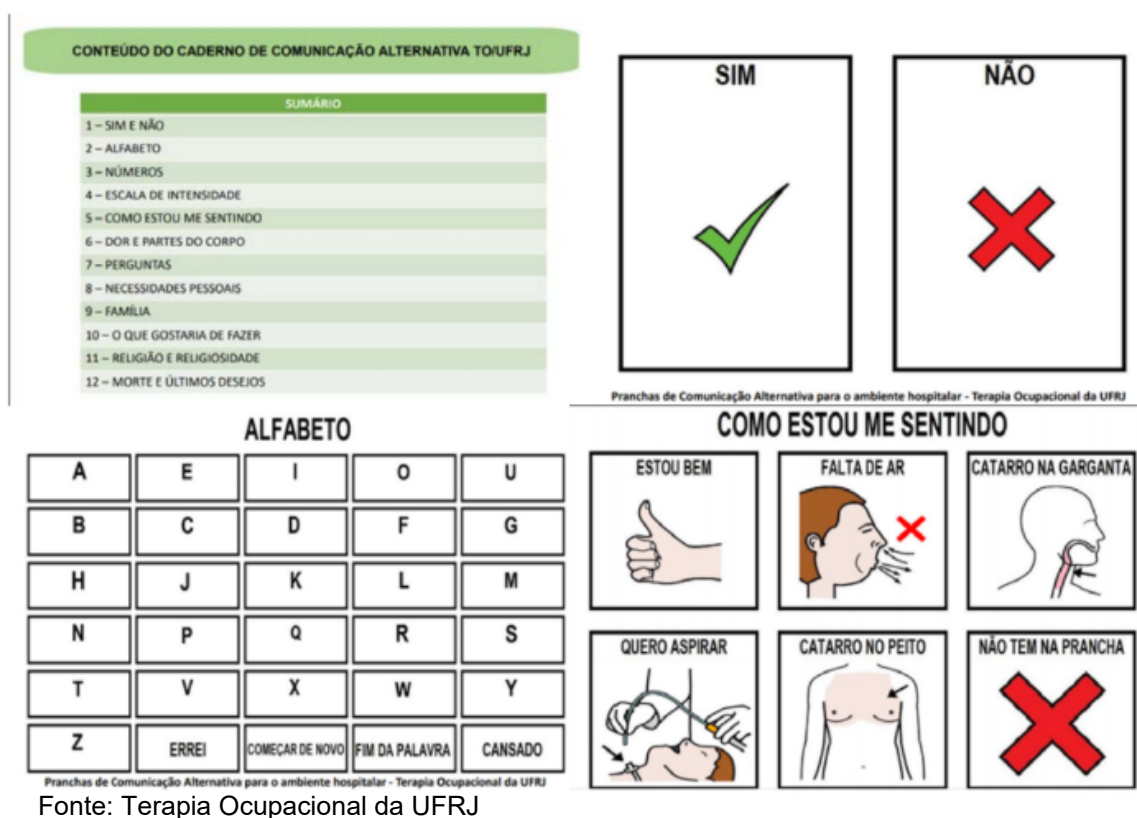 CONTEÚDO DO CADERNO DE COMUNICAÇÃO ALTERNATIVA TO/UFRJ
SUMÁRIO
1 – SIM E NÃO
2 – ALFABETO
3 – NÚMEROS
4 – ESCALA DE INTENSIDADE
5 – COMO ESTOU ME SENTINDO
6 – DOR E PARTES DO CORPO
7 – PERGUNTAS
8 – NECESSIDADES PESSOAIS
9 – FAMÍLIA
10 – O QUE GOSTARIA DE FAZER
11 – RELIGIÃO E RELIGIOSIDADE
12 – MORTE E ÚLTIMOS DESEJOS
SIM NÃO
Pranchas de Comunicação Alternativa para o ambiente hospitalar - Terapia Ocupacional da UFRJ
ALFABETO
A E I O U
B C D F G
H J K L M
N P Q R S
T V X W Y
Z ERREI COMEÇAR DE NOVO FIM DA PALAVRA CANSADO
Pranchas de Comunicação Alternativa para o ambiente hospitalar - Terapia Ocupacional da UFRJ
COMO ESTOU ME SENTINDO
ESTOU BEM FALTA DE AR CATARRO NA GARGANTA
QUERO ASPIRAR CATARRO NO PEITO NÃO TEM NA PRANCHA
Fonte: Terapia Ocupacional da UFRJ